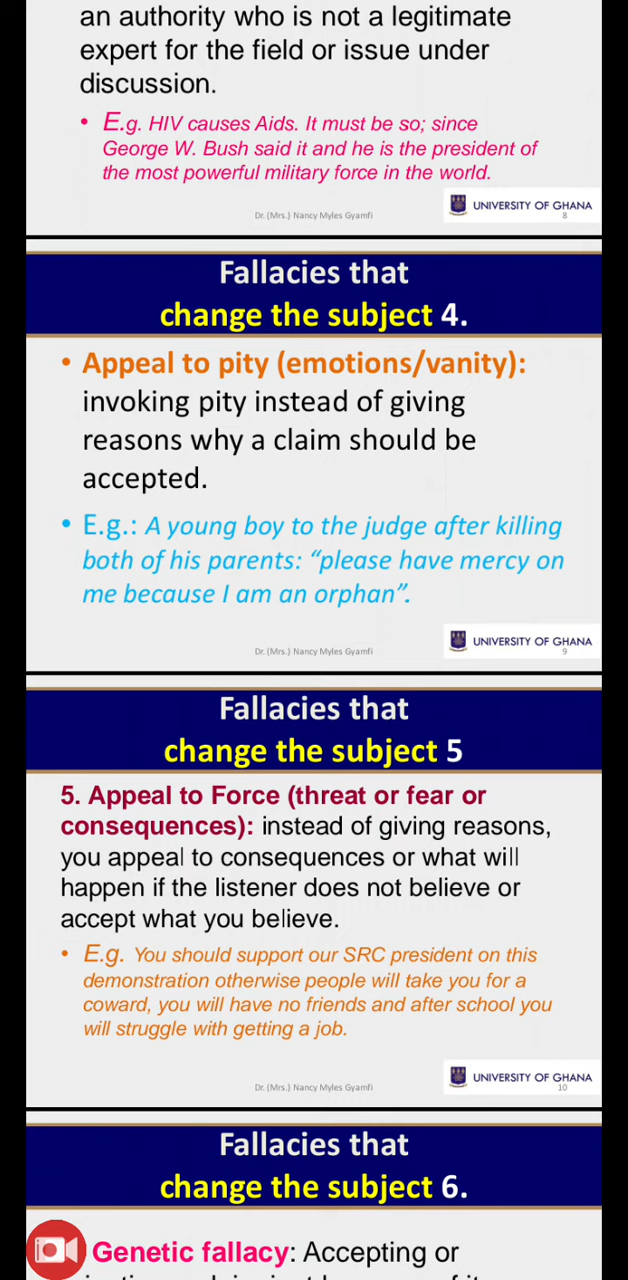 an authority who is not a legitimate
expert for the field or issue under
discussion.
• E.g. HIV causes Aids. It must be so; since
George W. Bush said it and he is the president of
the most powerful military force in the world.
Dr. (Mrs.) Nancy Myles Gyamfi
UNIVERSITY OF GHANA
8
Fallacies that
change the subject 4.
• Appeal to pity (emotions/vanity):
invoking pity instead of giving
reasons why a claim should be
accepted.
• E.g.: A young boy to the judge after killing
both of his parents: “please have mercy on
me because I am an orphan”.
Dr. (Mrs.) Nancy Myles Gyamfi
UNIVERSITY OF GHANA
9
Fallacies that
change the subject 5
5. Appeal to Force (threat or fear or
consequences): instead of giving reasons,
you appeal to consequences or what will
happen if the listener does not believe or
accept what you believe.
• E.g. You should support our SRC president on this
demonstration otherwise people will take you for a
coward, you will have no friends and after school you
will struggle with getting a job.
Dr. (Mrs.) Nancy Myles Gyamfi
UNIVERSITY OF GHANA
10
Fallacies that
change the subject 6.
Genetic fallacy: Accepting or